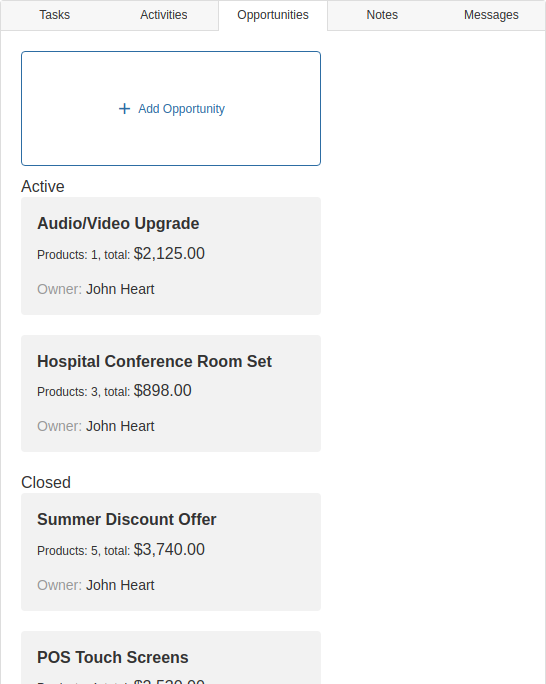 Tasks Activities Opportunities Notes Messages
+ Add Opportunity
Active
Audio/Video Upgrade
Products: 1, total: $2,125.00
Owner: John Heart
Hospital Conference Room Set
Products: 3, total: $898.00
Owner: John Heart
Closed
Summer Discount Offer
Products: 5, total: $3,740.00
Owner: John Heart
POS Touch Screens